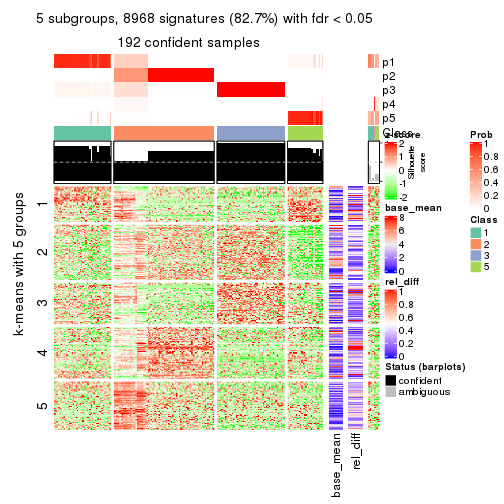 5 subgroups, 8968 signatures (82.7%) with fdr < 0.05
192 confident samples
p1
p2
p3
p4
p5
Class
z-score
2
1
0
-1
-2
Silhouette
score
Prob
1
0.8
0.6
0.4
0.2
0
base_mean
8
6
4
2
0
Class
1
2
3
5
rel_diff
1
0.8
0.6
0.4
0.2
0
Status (barplots)
confident
ambiguous
k-means with 5 groups
1
2
3
4
5
base_mean
rel_diff